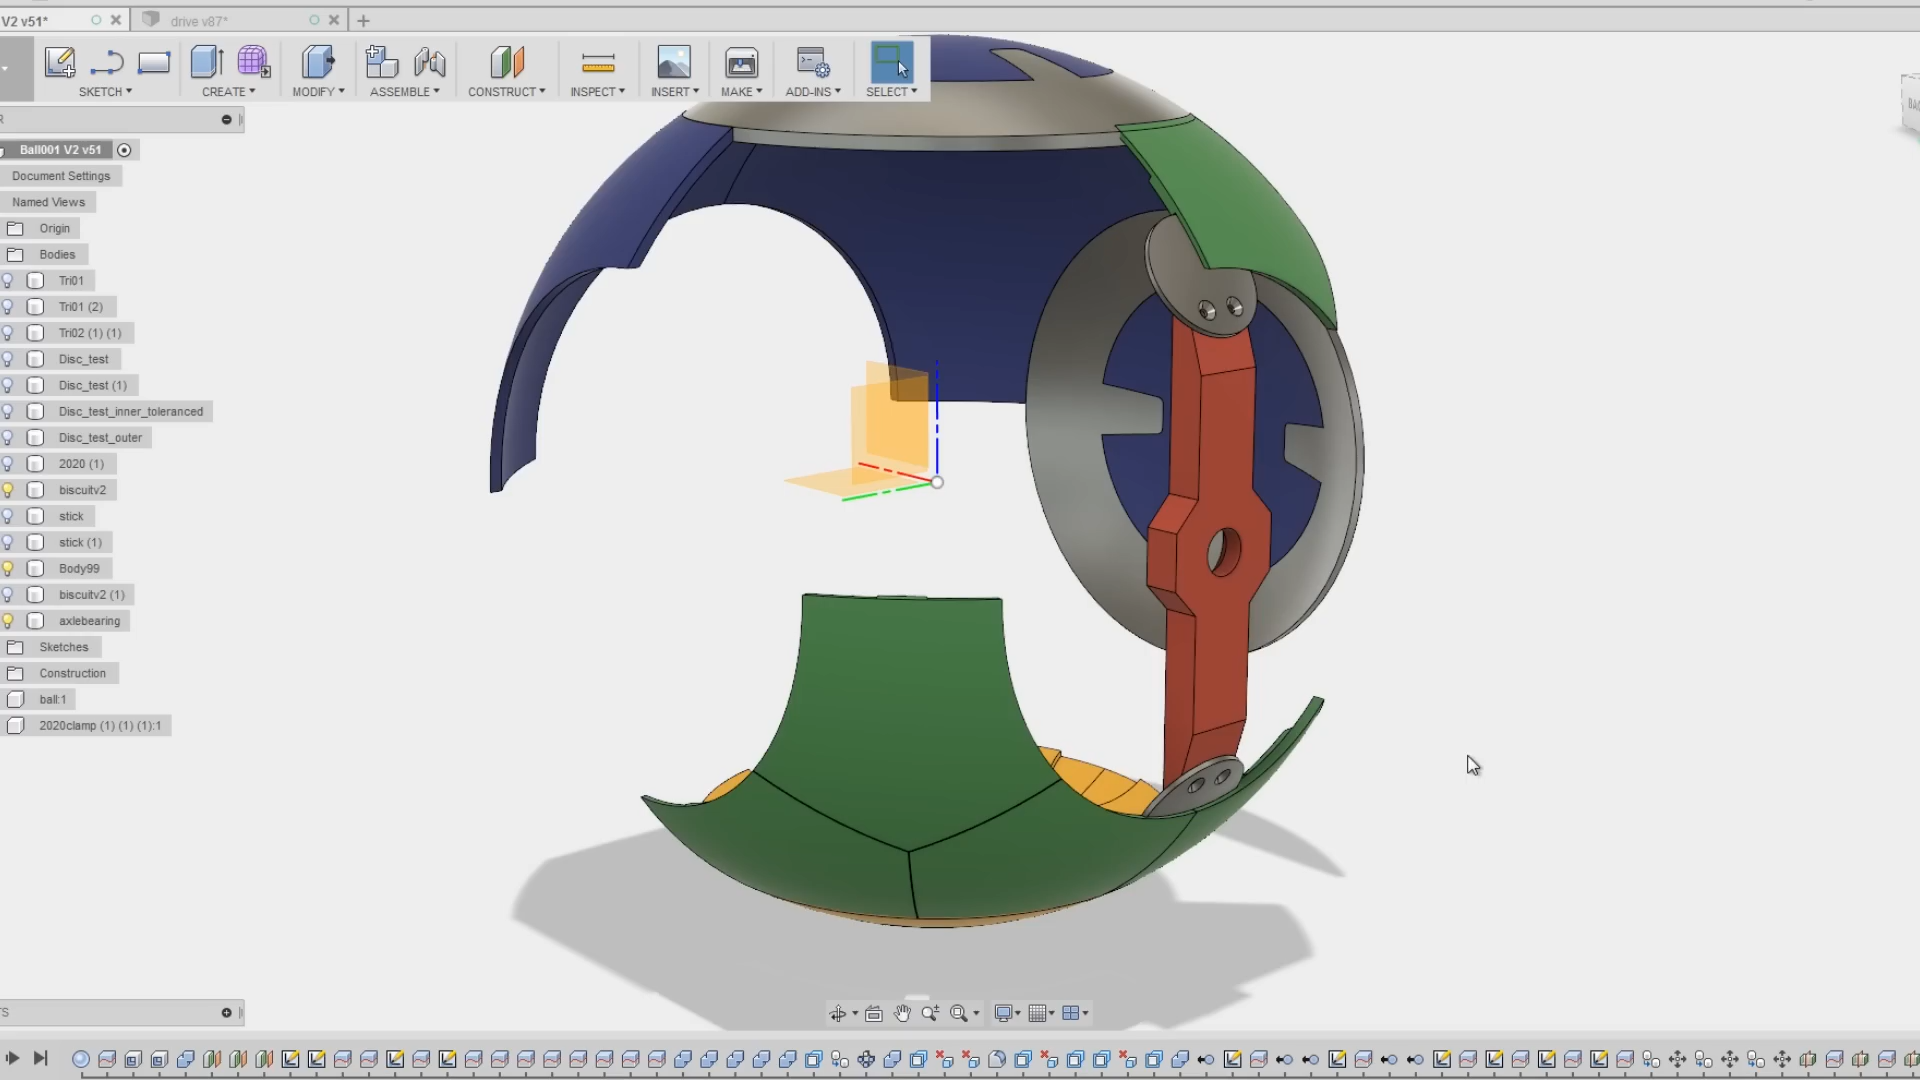 V2 v51*
drive v87*
SKETCH
CREATE
MODIFY
ASSEMBLE
CONSTRUCT
INSPECT
INSERT
MAKE
ADD-INS
SELECT
R
Ball001 V2 v51
Document Settings
Named Views
Origin
Bodies
Tri01
Tri01 (2)
Tri02 (1) (1)
Disc_test
Disc_test (1)
Disc_test_inner_toleranced
Disc_test_outer
2020 (1)
biscuitv2
stick
stick (1)
Body99
biscuitv2 (1)
axlebearing
Sketches
Construction
ball:1
2020clamp (1) (1) (1):1
TS